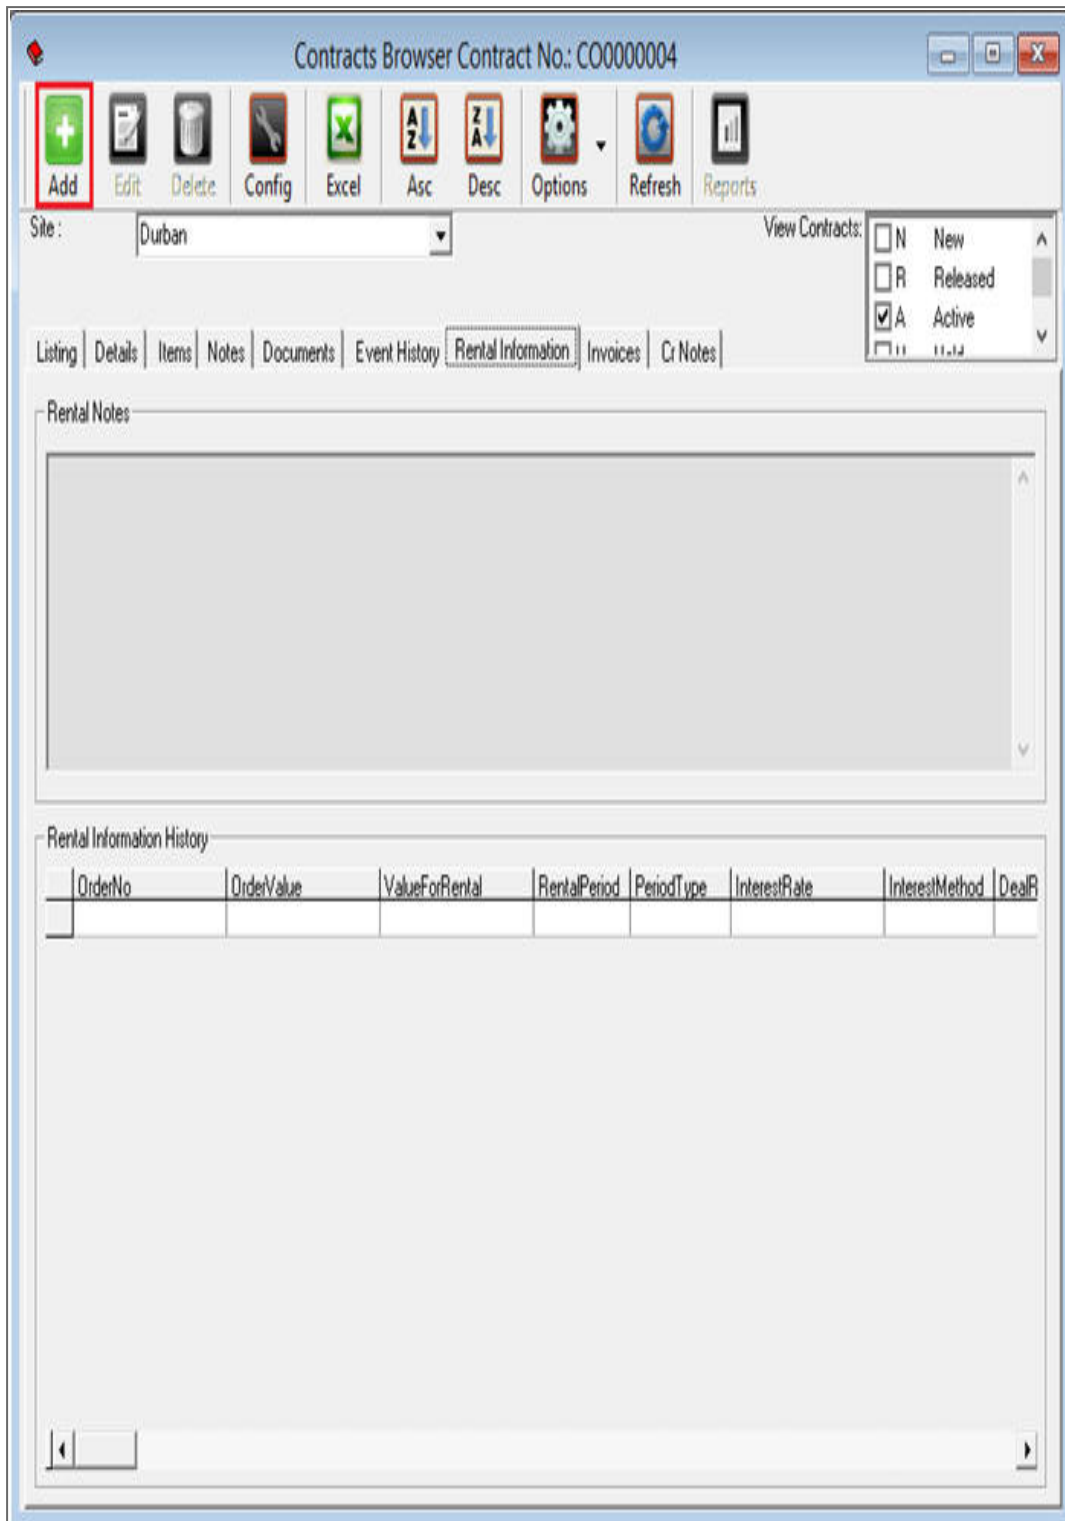 Contracts Browser Contract No.: CO0000004
Add Edit Delete Config Excel Asc Desc Options Refresh Reports
Site : Durban View Contracts:
N New
R Released
A Active
Listing Details Items Notes Documents Event History Rental Information Invoices Cr Notes
Rental Notes
Rental Information History
OrderNo OrderValue ValueForRental RentalPeriod PeriodType InterestRate InterestMethod DealR